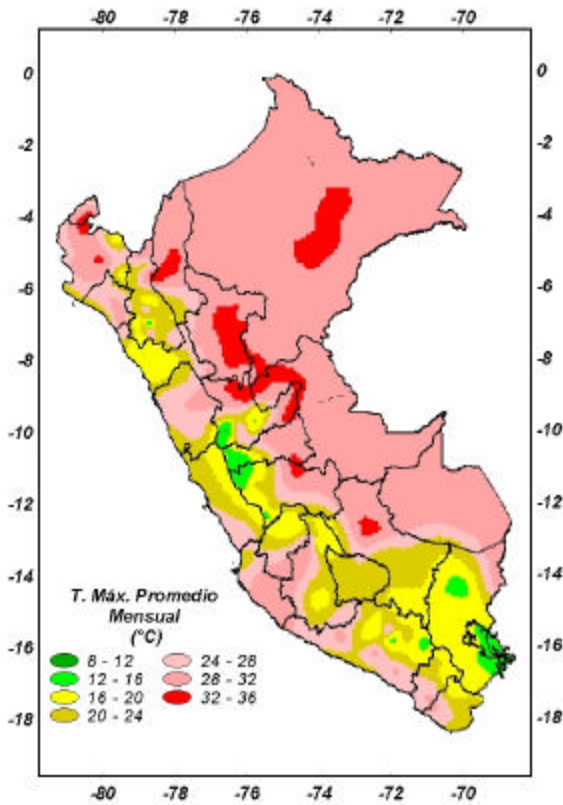 -80 -78 -76 -74 -72 -70
0 0
-2 -2
-4 -4
-6 -6
-8 -8
-10 -10
-12 -12
-14 -14
-16 -16
-18 -18
T. Máx. Promedio
Mensual
(°C)
8 - 12 24 - 28
12 - 16 28 - 32
16 - 20 32 - 36
20 - 24
-80 -78 -76 -74 -72 -70